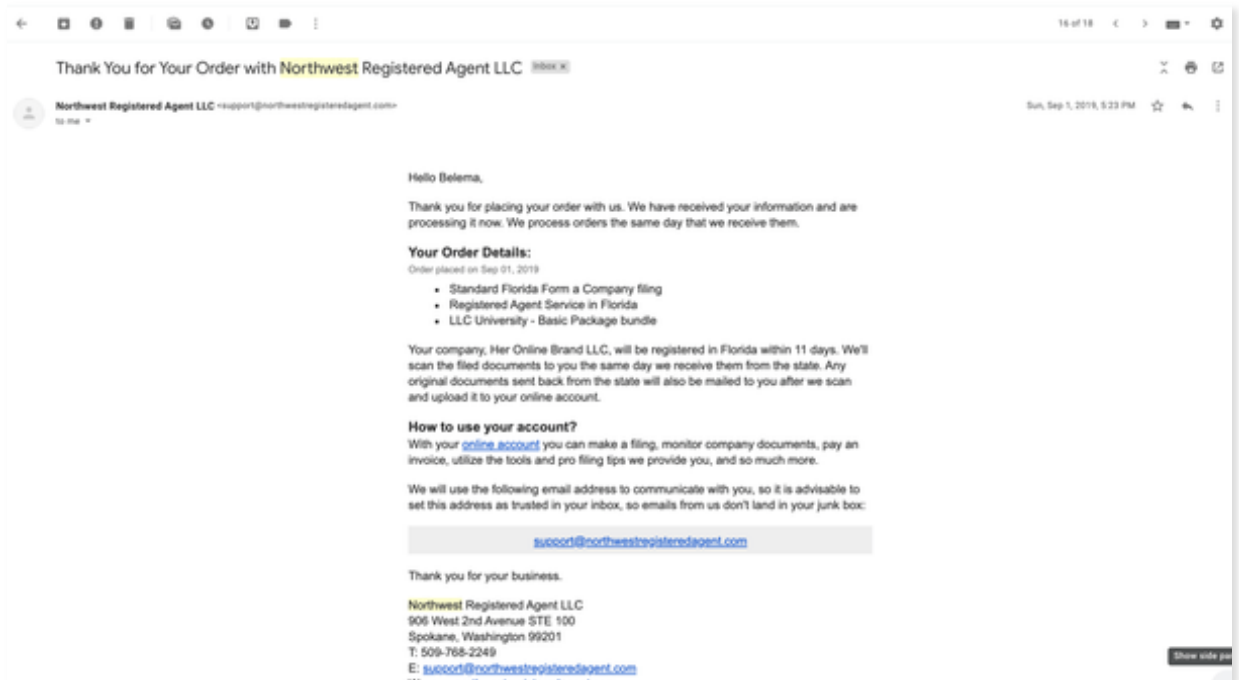 16 of 18
Thank You for Your Order with Northwest Registered Agent LLC Inbox x
Northwest Registered Agent LLC <support@northwestregisteredagent.com> Sun, Sep 1, 2019, 5:23 PM
to me
Hello Belema,
Thank you for placing your order with us. We have received your information and are
processing it now. We process orders the same day that we receive them.
Your Order Details:
Order placed on Sep 01, 2019
• Standard Florida Form a Company filing
• Registered Agent Service in Florida
• LLC University - Basic Package bundle
Your company, Her Online Brand LLC, will be registered in Florida within 11 days. We'll
scan the filed documents to you the same day we receive them from the state. Any
original documents sent back from the state will also be mailed to you after we scan
and upload it to your online account.
How to use your account?
With your online account you can make a filing, monitor company documents, pay an
invoice, utilize the tools and pro filing tips we provide you, and so much more.
We will use the following email address to communicate with you, so it is advisable to
set this address as trusted in your inbox, so emails from us don't land in your junk box:
support@northwestregisteredagent.com
Thank you for your business.
Northwest Registered Agent LLC
906 West 2nd Avenue STE 100
Spokane, Washington 99201
T: 509-768-2249
E: support@northwestregisteredagent.com
Show side